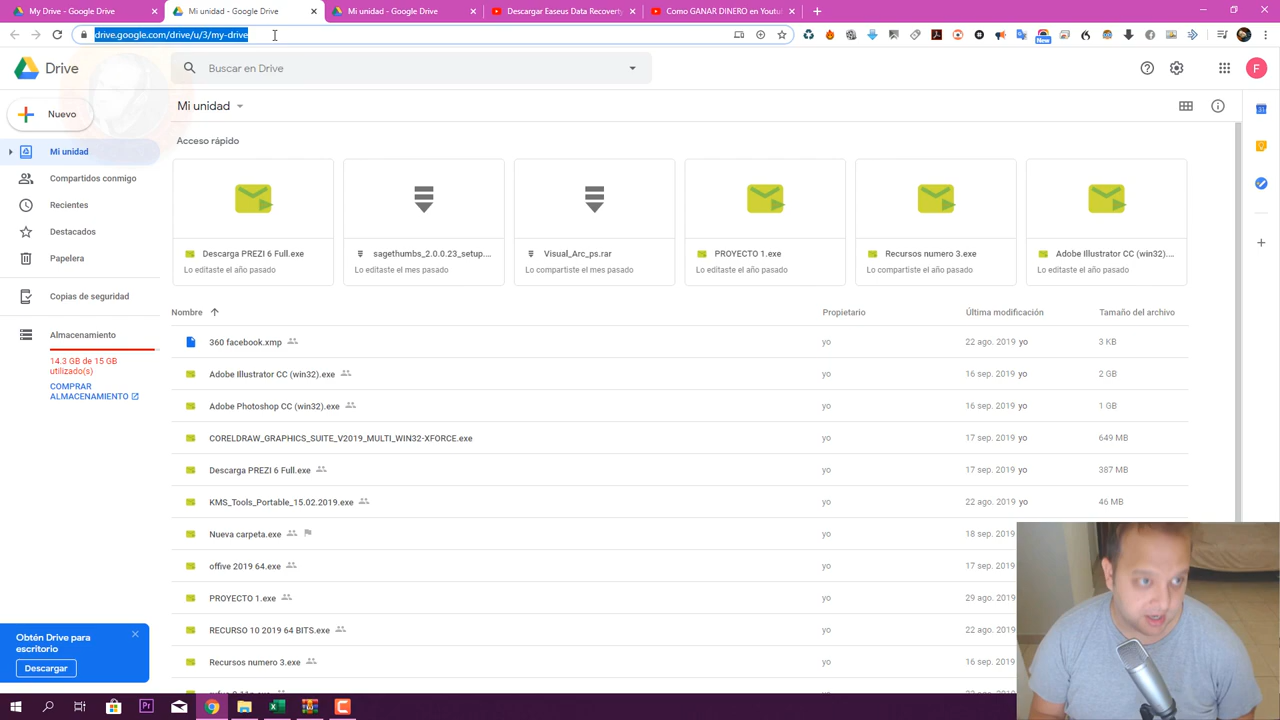 My Drive - Google Drive
Mi unidad - Google Drive
Mi unidad - Google Drive
Descargar Easeus Data Recoverty
Como GANAR DINERO en Youtube
drive.google.com/drive/u/3/my-drive
New
Drive
Buscar en Drive
F
Nuevo
Mi unidad
Mi unidad
Compartidos conmigo
Recientes
Destacados
Papelera
Copias de seguridad
Almacenamiento
14.3 GB de 15 GB
utilizado(s)
COMPRAR
ALMACENAMIENTO
Obtén Drive para
escritorio
Descargar
Acceso rápido
Descarga PREZI 6 Full.exe
Lo editaste el año pasado
sagethumbs_2.0.0.23_setup....
Lo editaste el mes pasado
Visual_Arc_ps.rar
Lo compartiste el mes pasado
PROYECTO 1.exe
Lo editaste el año pasado
Recursos numero 3.exe
Lo compartiste el año pasado
Adobe Illustrator CC (win32)....
Lo editaste el año pasado
Nombre Propietario Última modificación Tamaño del archivo
360 facebook.xmp yo 22 ago. 2019 yo 3 KB
Adobe Illustrator CC (win32).exe yo 16 sep. 2019 yo 2 GB
Adobe Photoshop CC (win32).exe yo 16 sep. 2019 yo 1 GB
CORELDRAW_GRAPHICS_SUITE_V2019_MULTI_WIN32-XFORCE.exe yo 17 sep. 2019 yo 649 MB
Descarga PREZI 6 Full.exe yo 17 sep. 2019 yo 387 MB
KMS_Tools_Portable_15.02.2019.exe yo 22 ago. 2019 yo 46 MB
Nueva carpeta.exe yo 18 sep. 2019
offive 2019 64.exe yo 17 sep. 2019
PROYECTO 1.exe yo 29 ago. 2019
RECURSO 10 2019 64 BITS.exe yo 22 ago. 2019
Recursos numero 3.exe yo 16 sep. 2019